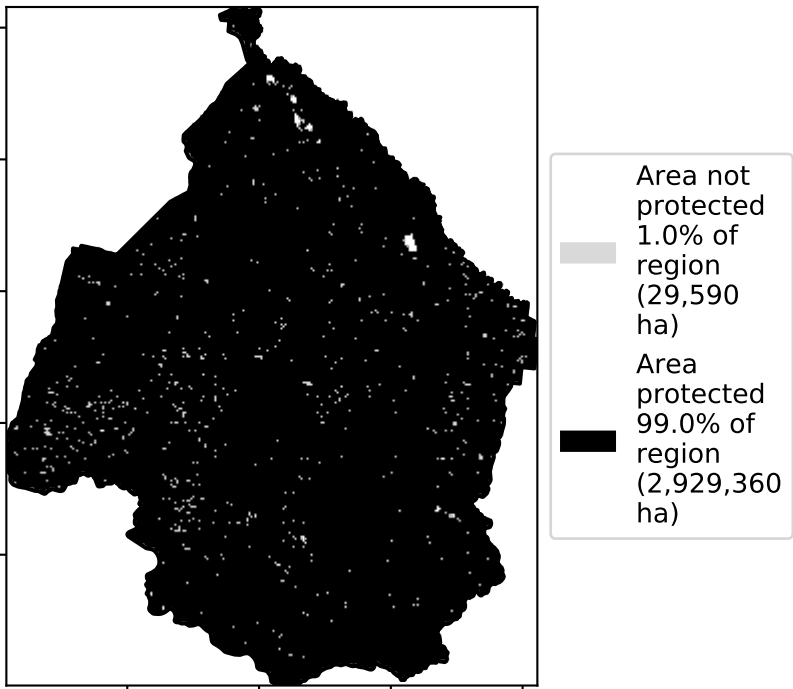 Area not
protected
1.0% of
region
(29,590
ha)
Area
protected
99.0% of
region
(2,929,360
ha)